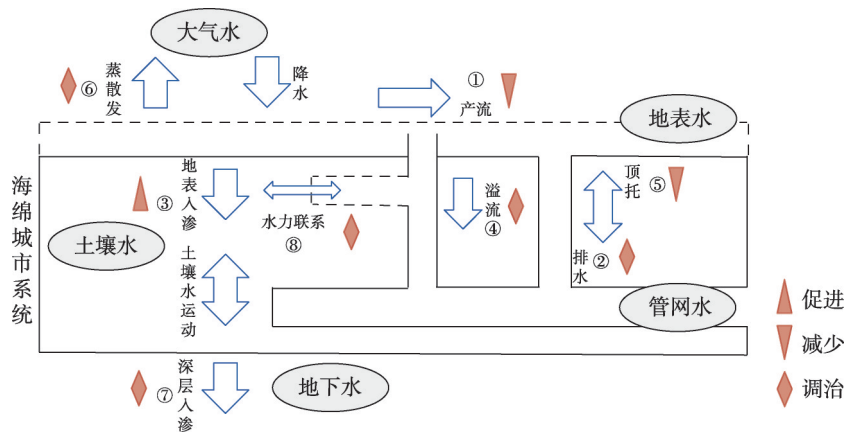 大气水
⑥
蒸散发
降水
①
产流
地表水
海绵城市系统
③
地表入渗
水力联系
⑧
溢流
④
顶托
⑤
排水
②
土壤水
土壤水运动
管网水
促进
减少
调治
⑦
深层入渗
地下水